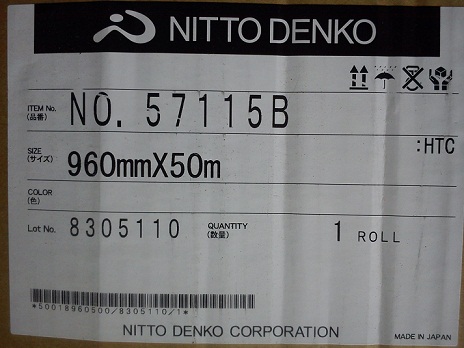 NITTO DENKO
ITEM No. NO. 57115B
(品番)
:HTC
SIZE
(サイズ) 960mmX50m
COLOR
(色)
Lot No. 8305110 QUANTITY 1 ROLL
(数量)
*50018960500/8305110/1*
MADE IN JAPAN
NITTO DENKO CORPORATION